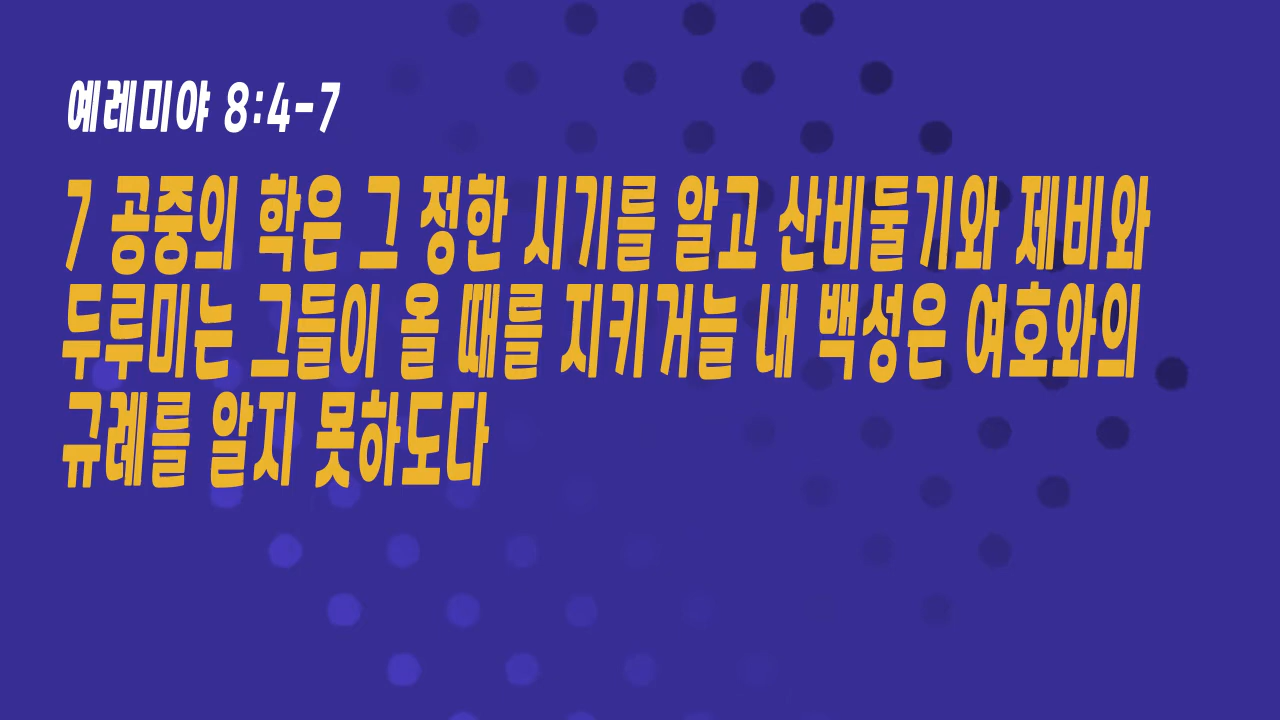 예레미야 8:4-7
7 공중의 학은 그 정한 시기를 알고 산비둘기와 제비와
두루미는 그들이 올 때를 지키거늘 내 백성은 여호와의
규례를 알지 못하도다